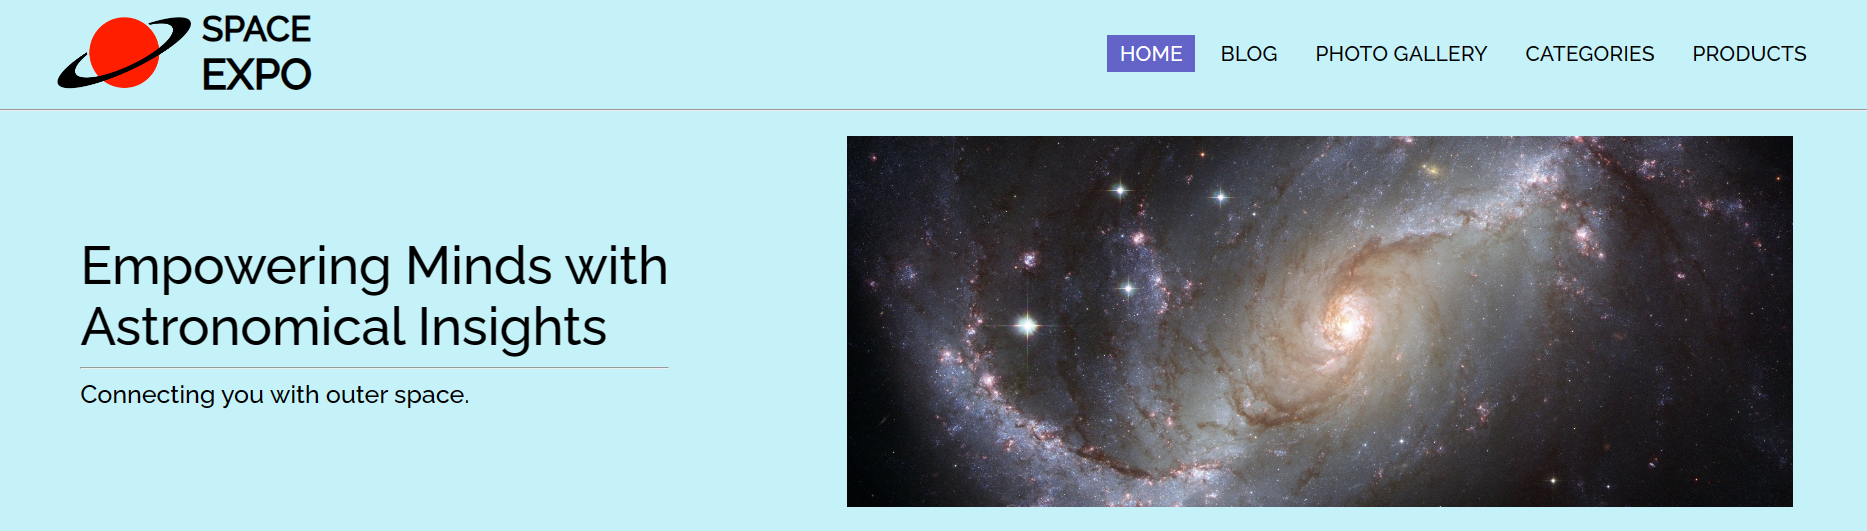 SPACE
EXPO
HOME BLOG PHOTO GALLERY CATEGORIES PRODUCTS
Empowering Minds with
Astronomical Insights
Connecting you with outer space.